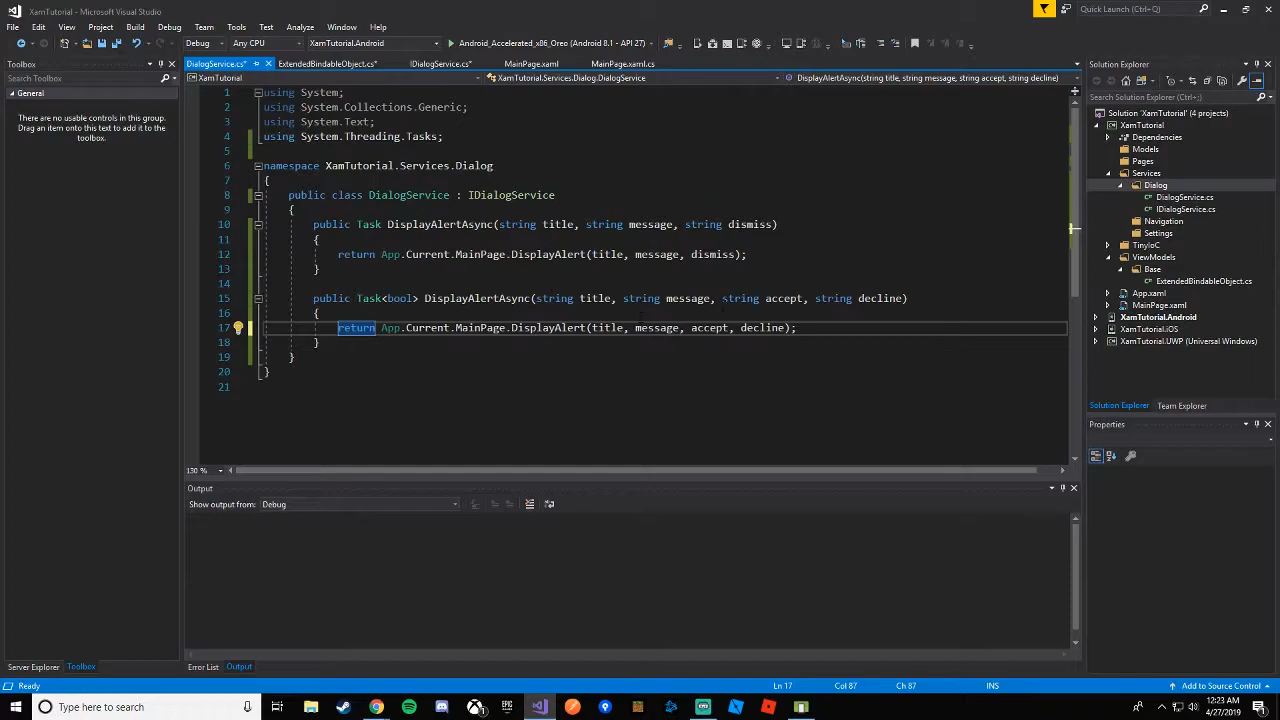 XamTutorial - Microsoft Visual Studio
Quick Launch (Ctrl+Q)
File Edit View Project Build Debug Team Tools Test Analyze Window Help
Debug Any CPU XamTutorial.Android Android_Accelerated_x86_Oreo (Android 8.1 - API 27)
Toolbox
Search Toolbox
General
There are no usable controls in this group.
Drag an item onto this text to add it to the
toolbox.
DialogService.cs* ExtendedBindableObject.cs* IDialogService.cs* MainPage.xaml MainPage.xaml.cs
XamTutorial XamTutorial.Services.Dialog.DialogService DisplayAlertAsync(string title, string message, string accept, string decline)
1 using System;
2 using System.Collections.Generic;
3 using System.Text;
4 using System.Threading.Tasks;
5
6 namespace XamTutorial.Services.Dialog
7 {
8 public class DialogService : IDialogService
9 {
10 public Task DisplayAlertAsync(string title, string message, string dismiss)
11 {
12 return App.Current.MainPage.DisplayAlert(title, message, dismiss);
13 }
14
15 public Task<bool> DisplayAlertAsync(string title, string message, string accept, string decline)
16 {
17 return App.Current.MainPage.DisplayAlert(title, message, accept, decline);
18 }
19 }
20 }
21
130 %
Output
Show output from: Debug
Solution Explorer
Search Solution Explorer (Ctrl+;)
Solution 'XamTutorial' (4 projects)
XamTutorial
Dependencies
Models
Pages
Services
Dialog
DialogService.cs
IDialogService.cs
Navigation
Settings
TinyIoC
ViewModels
Base
ExtendedBindableObject.cs
App.xaml
MainPage.xaml
XamTutorial.Android
XamTutorial.iOS
XamTutorial.UWP (Universal Windows)
Solution Explorer Team Explorer
Properties
Server Explorer Toolbox
Error List Output
Ready Ln 17 Col 87 Ch 87 INS Add to Source Control
Type here to search
12:23 AM
4/27/2019